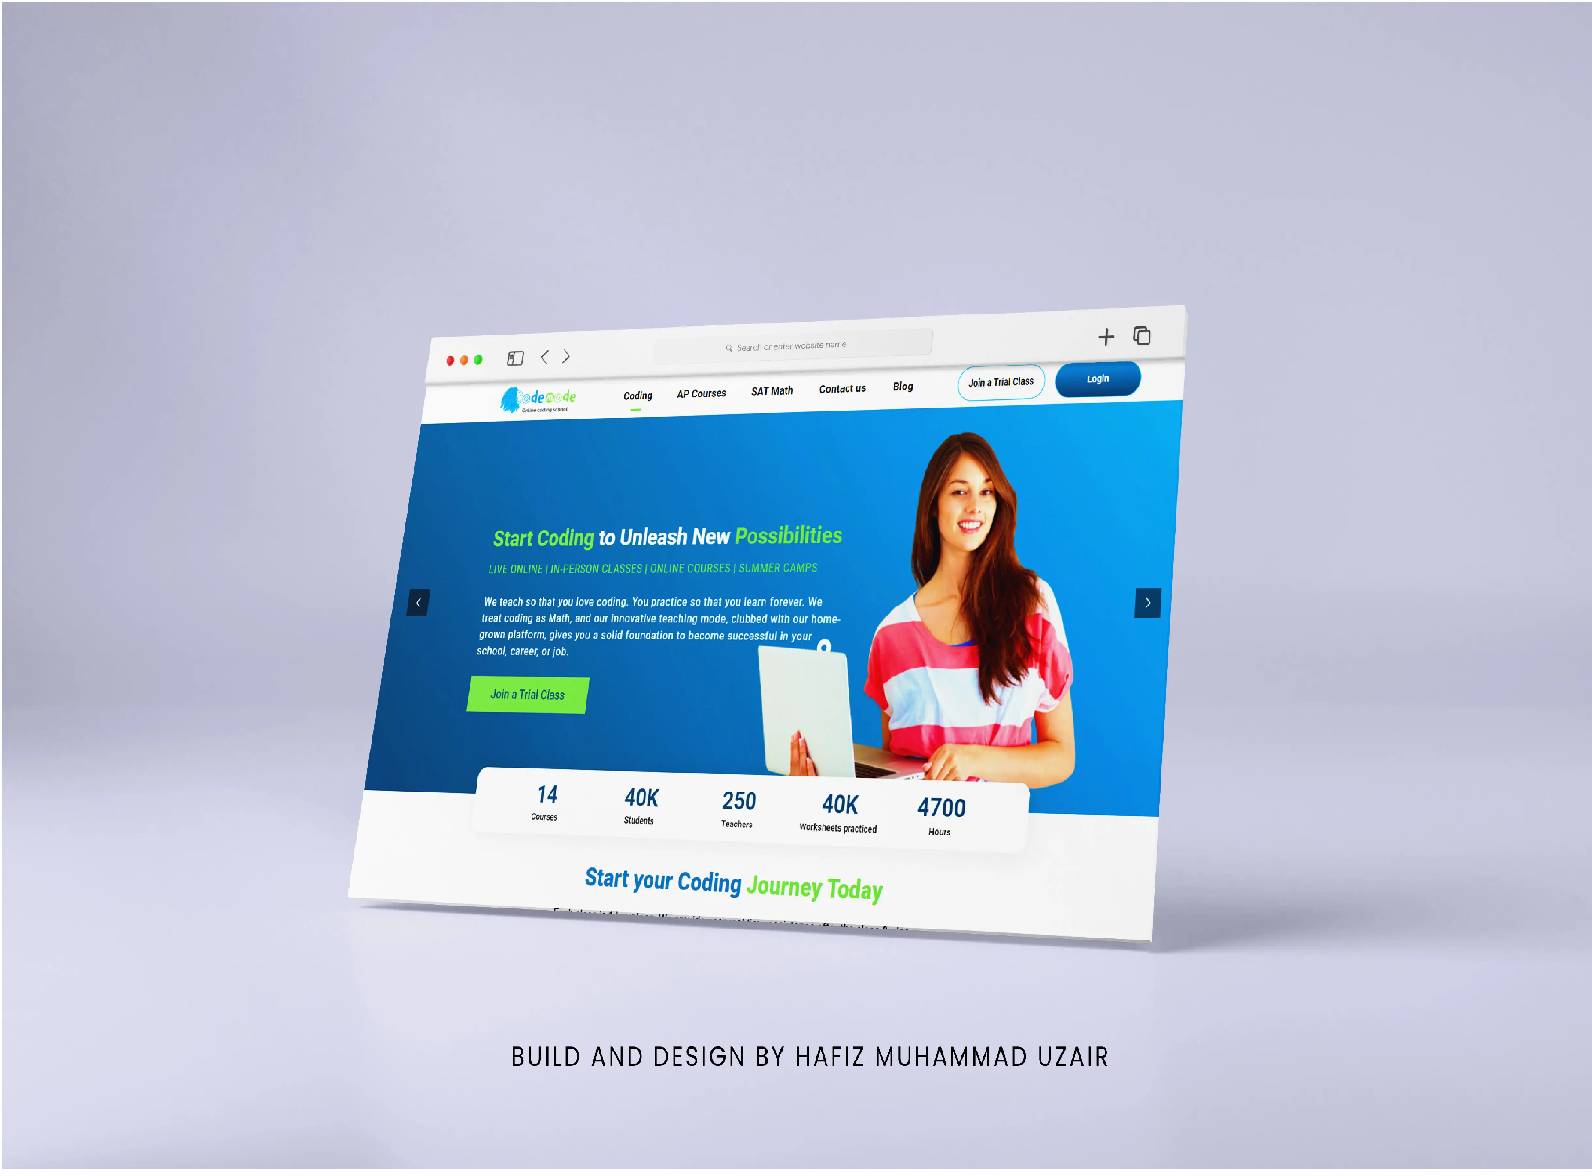 Search or enter website name
Codemode
Online coding school
Coding AP Courses SAT Math Contact us Blog Join a Trial Class Login
Start Coding to Unleash New Possibilities
LIVE ONLINE | IN-PERSON CLASSES | ONLINE COURSES | SUMMER CAMPS
We teach so that you love coding. You practice so that you learn forever. We
treat coding as Math, and our innovative teaching mode, clubbed with our home-
grown platform, gives you a solid foundation to become successful in your
school, career, or job.
Join a Trial Class
14 40K 250 40K 4700
Courses Students Teachers Worksheets practiced Hours
Start your Coding Journey Today
BUILD AND DESIGN BY HAFIZ MUHAMMAD UZAIR